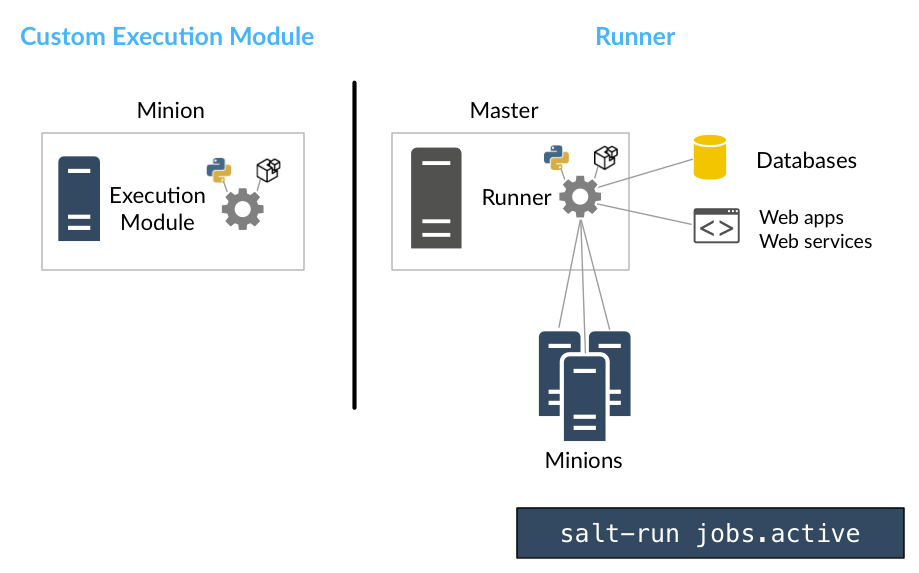 Custom Execution Module
Runner
Minion
Execution
Module
Master
Runner
Databases
<>
Web apps
Web services
Minions
salt-run jobs.active